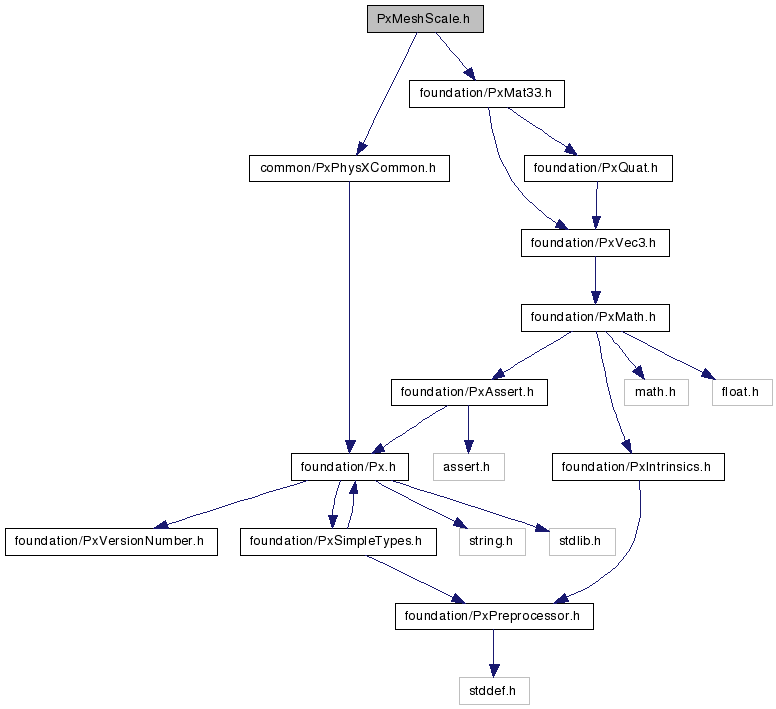 PxMeshScale.h
foundation/PxMat33.h
common/PxPhysXCommon.h
foundation/PxQuat.h
foundation/PxVec3.h
foundation/PxMath.h
foundation/PxAssert.h
math.h
float.h
foundation/Px.h
assert.h
foundation/PxIntrinsics.h
foundation/PxVersionNumber.h
foundation/PxSimpleTypes.h
string.h
stdlib.h
foundation/PxPreprocessor.h
stddef.h